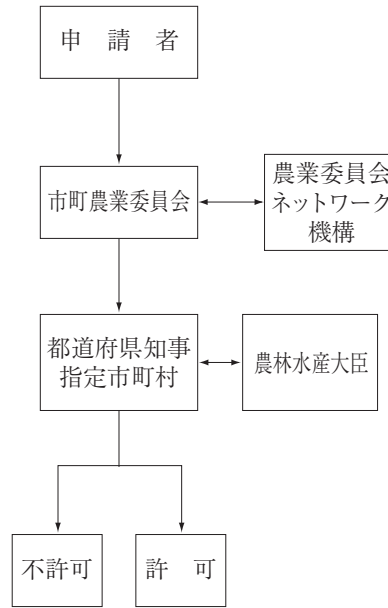 申　請　者
市町農業委員会
農業委員会
ネットワーク
機構
都道府県知事
指定市町村
農林水産大臣
不許可
許　可